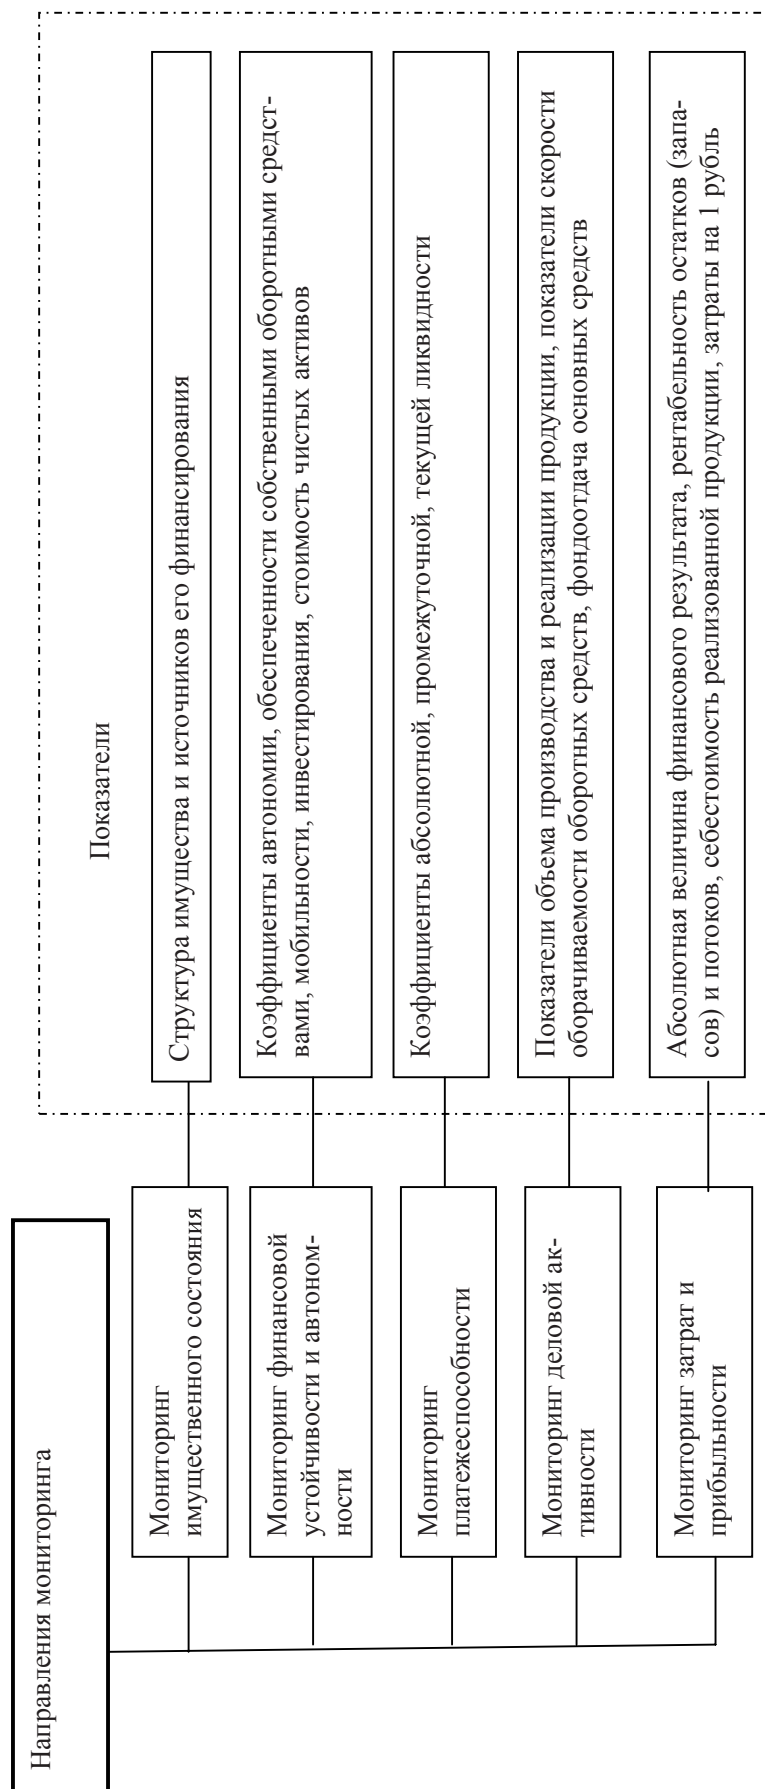 Направления мониторинга
Показатели
Мониторинг
имущественного состояния
Структура имущества и источников его финансирования
Мониторинг финансовой
устойчивости и автоном-
ности
Коэффициенты автономии, обеспеченности собственными оборотными средст-
вами, мобильности, инвестирования, стоимость чистых активов
Мониторинг
платежеспособности
Коэффициенты абсолютной, промежуточной, текущей ликвидности
Мониторинг деловой ак-
тивности
Показатели объема производства и реализации продукции, показатели скорости
оборачиваемости оборотных средств, фондоотдача основных средств
Мониторинг затрат и
прибыльности
Абсолютная величина финансового результата, рентабельность остатков (запа-
сов) и потоков, себестоимость реализованной продукции, затраты на 1 рубль